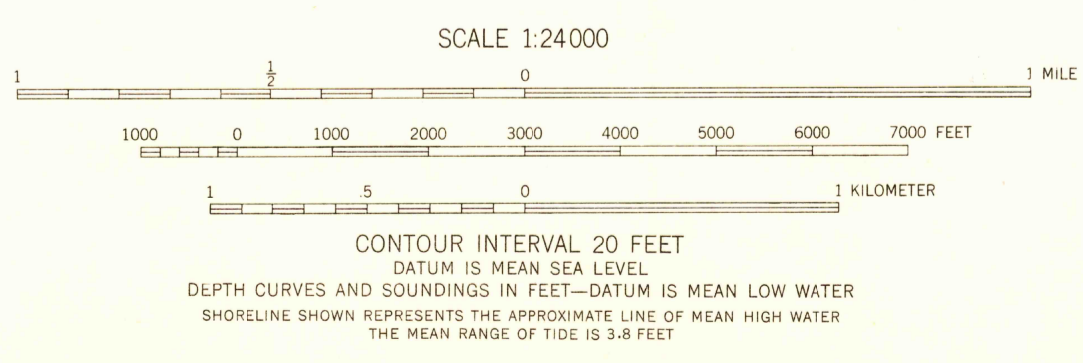 SCALE 1:24 000
1 1/2 0 1 MILE
1000 0 1000 2000 3000 4000 5000 6000 7000 FEET
1 .5 0 1 KILOMETER
CONTOUR INTERVAL 20 FEET
DATUM IS MEAN SEA LEVEL
DEPTH CURVES AND SOUNDINGS IN FEET—DATUM IS MEAN LOW WATER
SHORELINE SHOWN REPRESENTS THE APPROXIMATE LINE OF MEAN HIGH WATER
THE MEAN RANGE OF TIDE IS 3.8 FEET